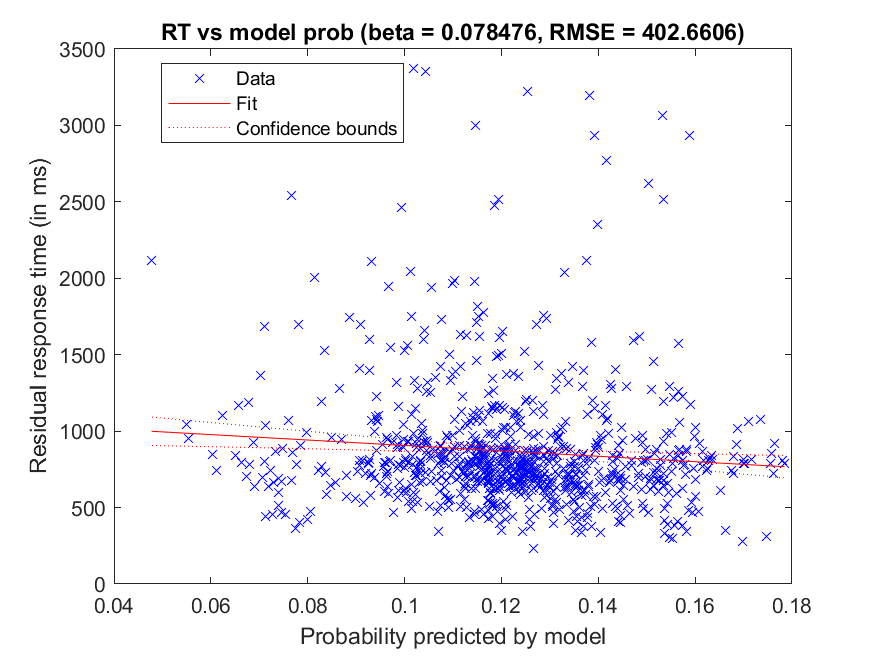 RT vs model prob (beta = 0.078476, RMSE = 402.6606)
3500
3000
2500
2000
1500
1000
500
0
Residual response time (in ms)
Data
Fit
Confidence bounds
0.04 0.06 0.08 0.1 0.12 0.14 0.16 0.18
Probability predicted by model